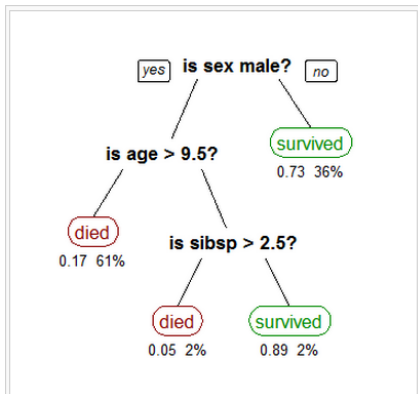 yes is sex male? no
is age > 9.5?
survived
0.73 36%
died
0.17 61%
is sibsp > 2.5?
died
0.05 2%
survived
0.89 2%